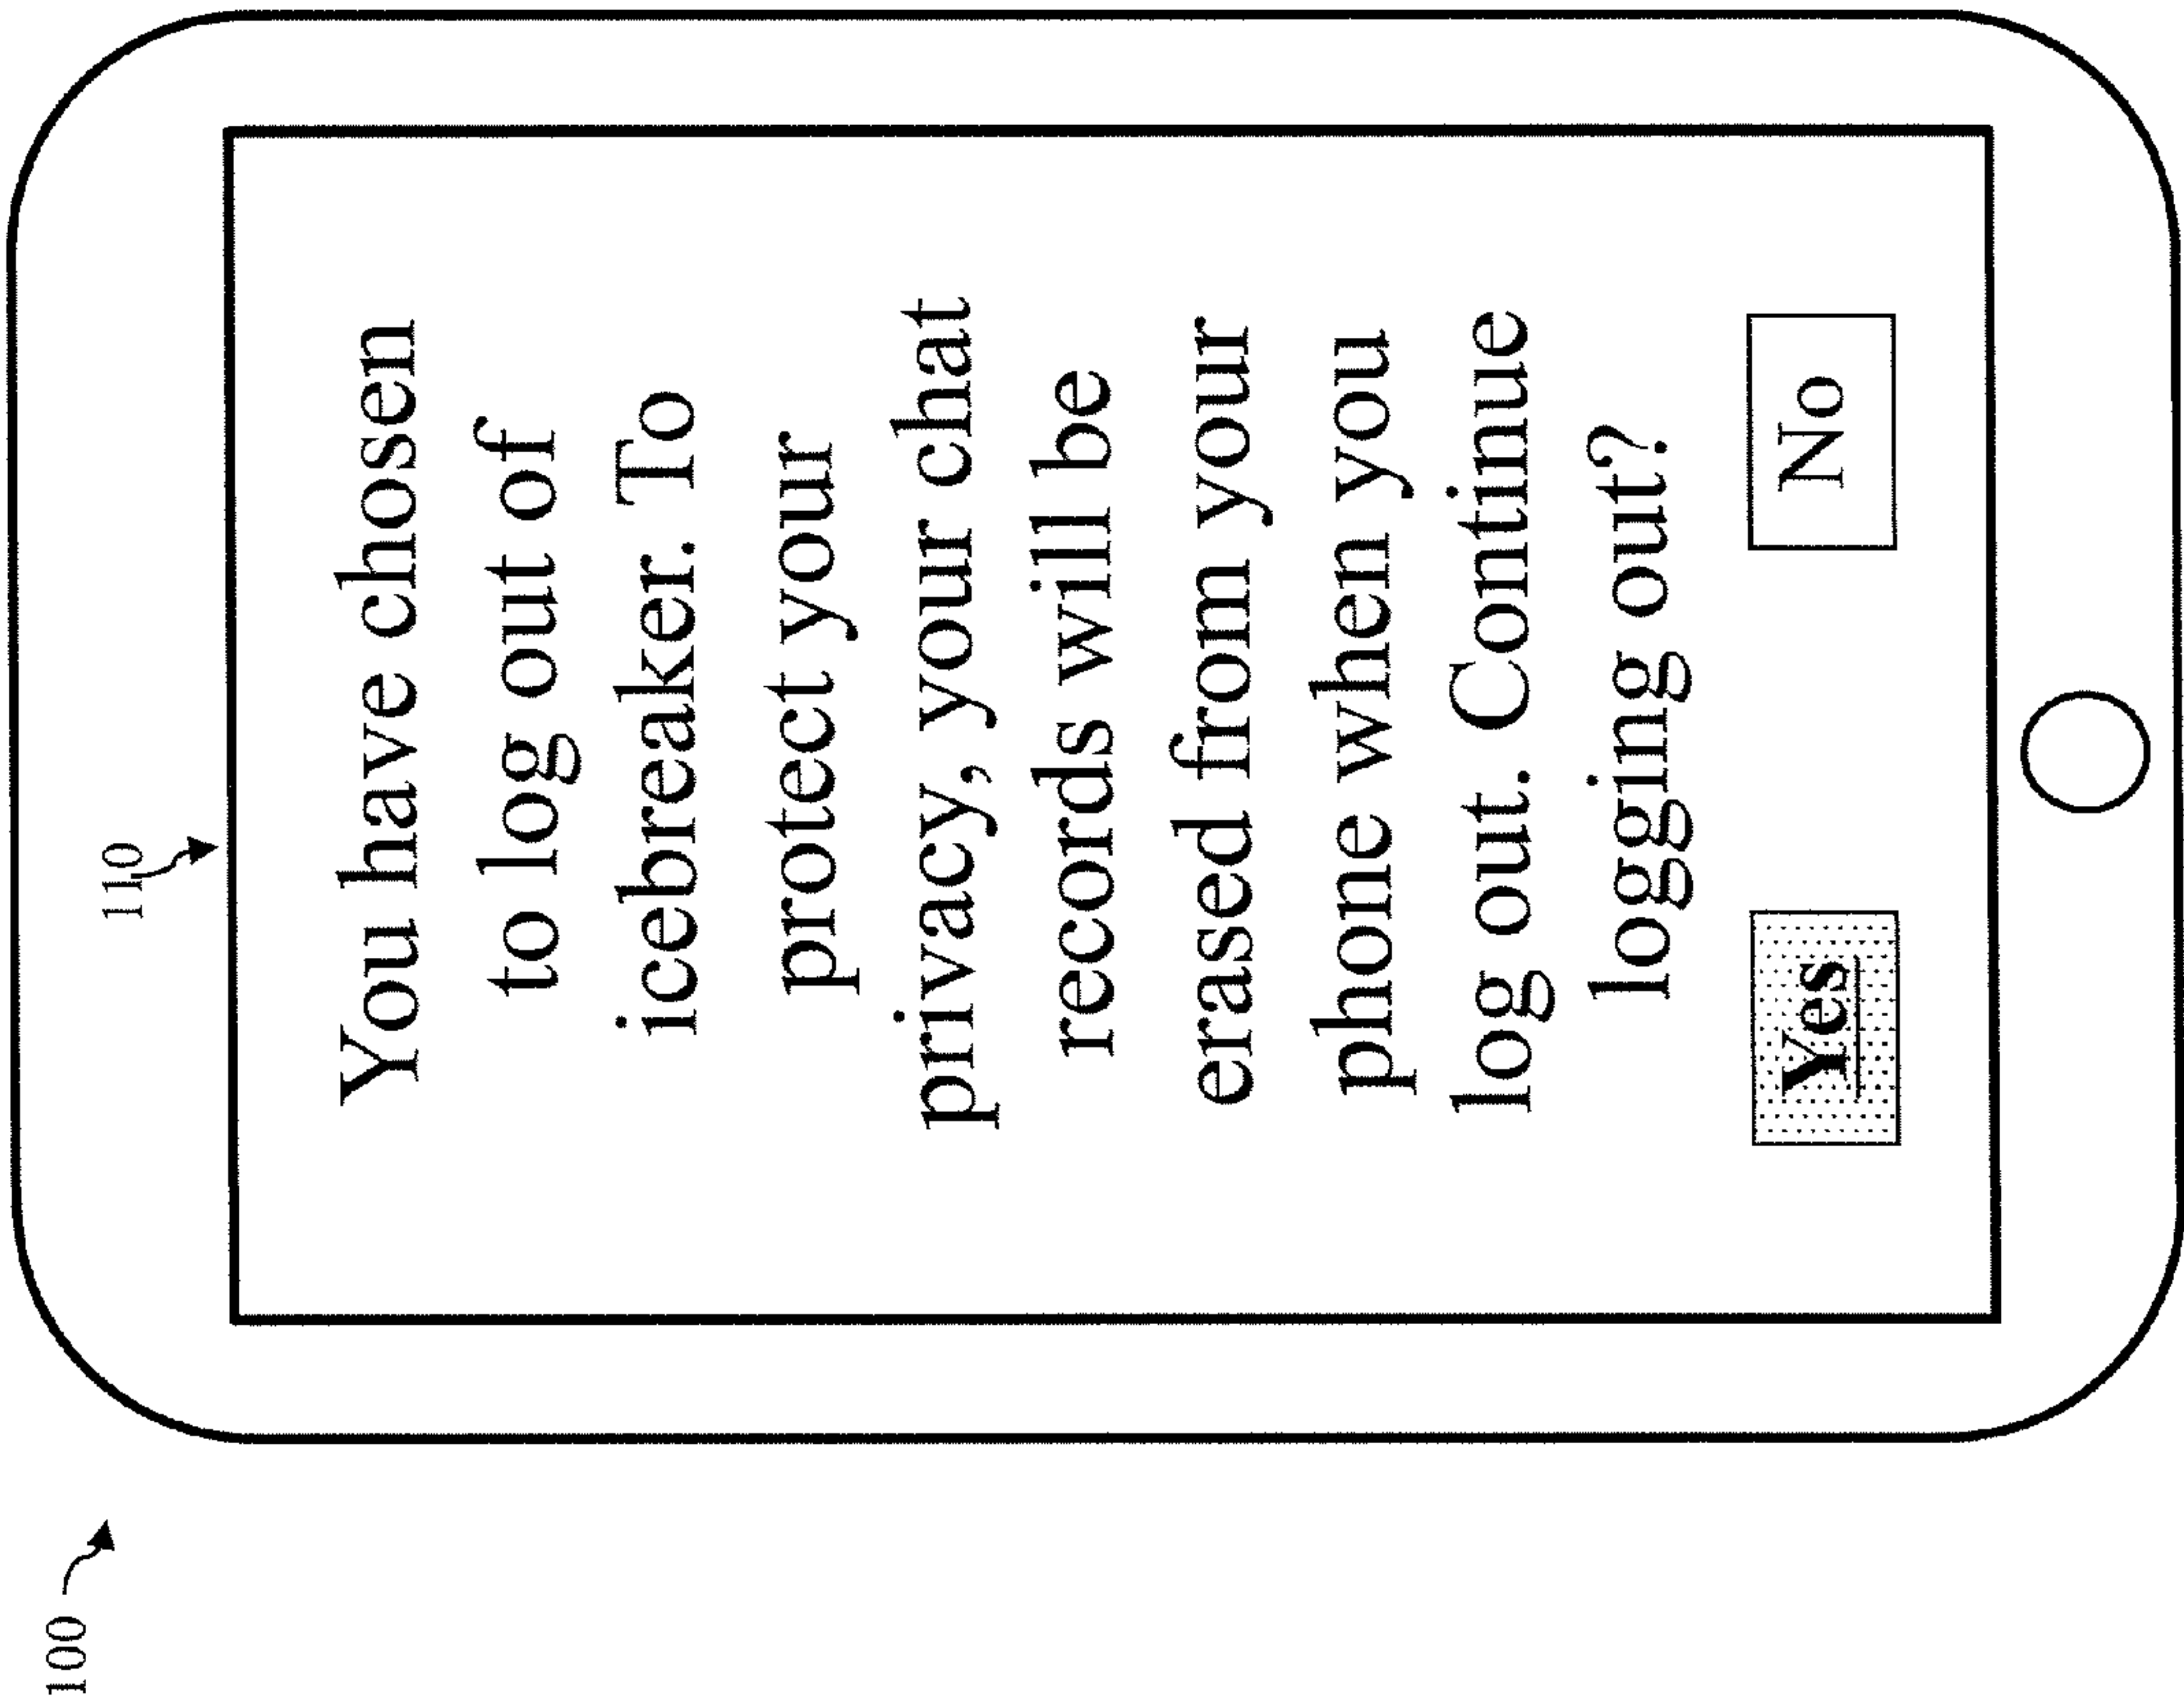 100
110
You have chosen
to log out of
icebreaker. To
protect your
privacy, your chat
records will be
erased from your
phone when you
log out. Continue
logging out?
Yes
No